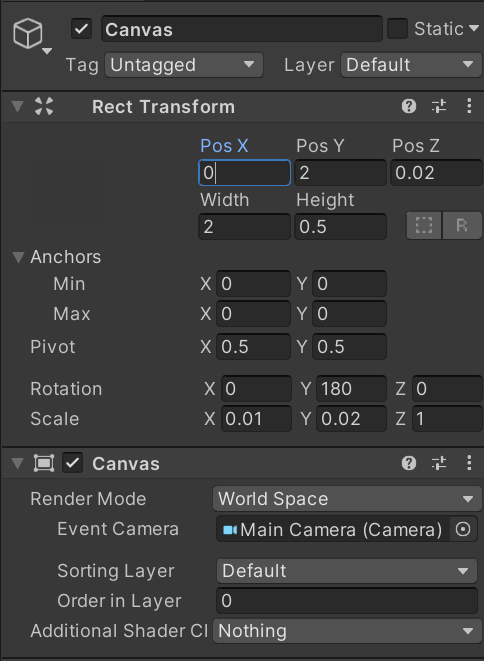 Canvas Static
Tag Untagged Layer Default
Rect Transform
Pos X Pos Y Pos Z
0 2 0.02
Width Height
2 0.5
R
Anchors
Min X 0 Y 0
Max X 0 Y 0
Pivot X 0.5 Y 0.5
Rotation X 0 Y 180 Z 0
Scale X 0.01 Y 0.02 Z 1
Canvas
Render Mode World Space
Event Camera Main Camera (Camera)
Sorting Layer Default
Order in Layer 0
Additional Shader Cl Nothing